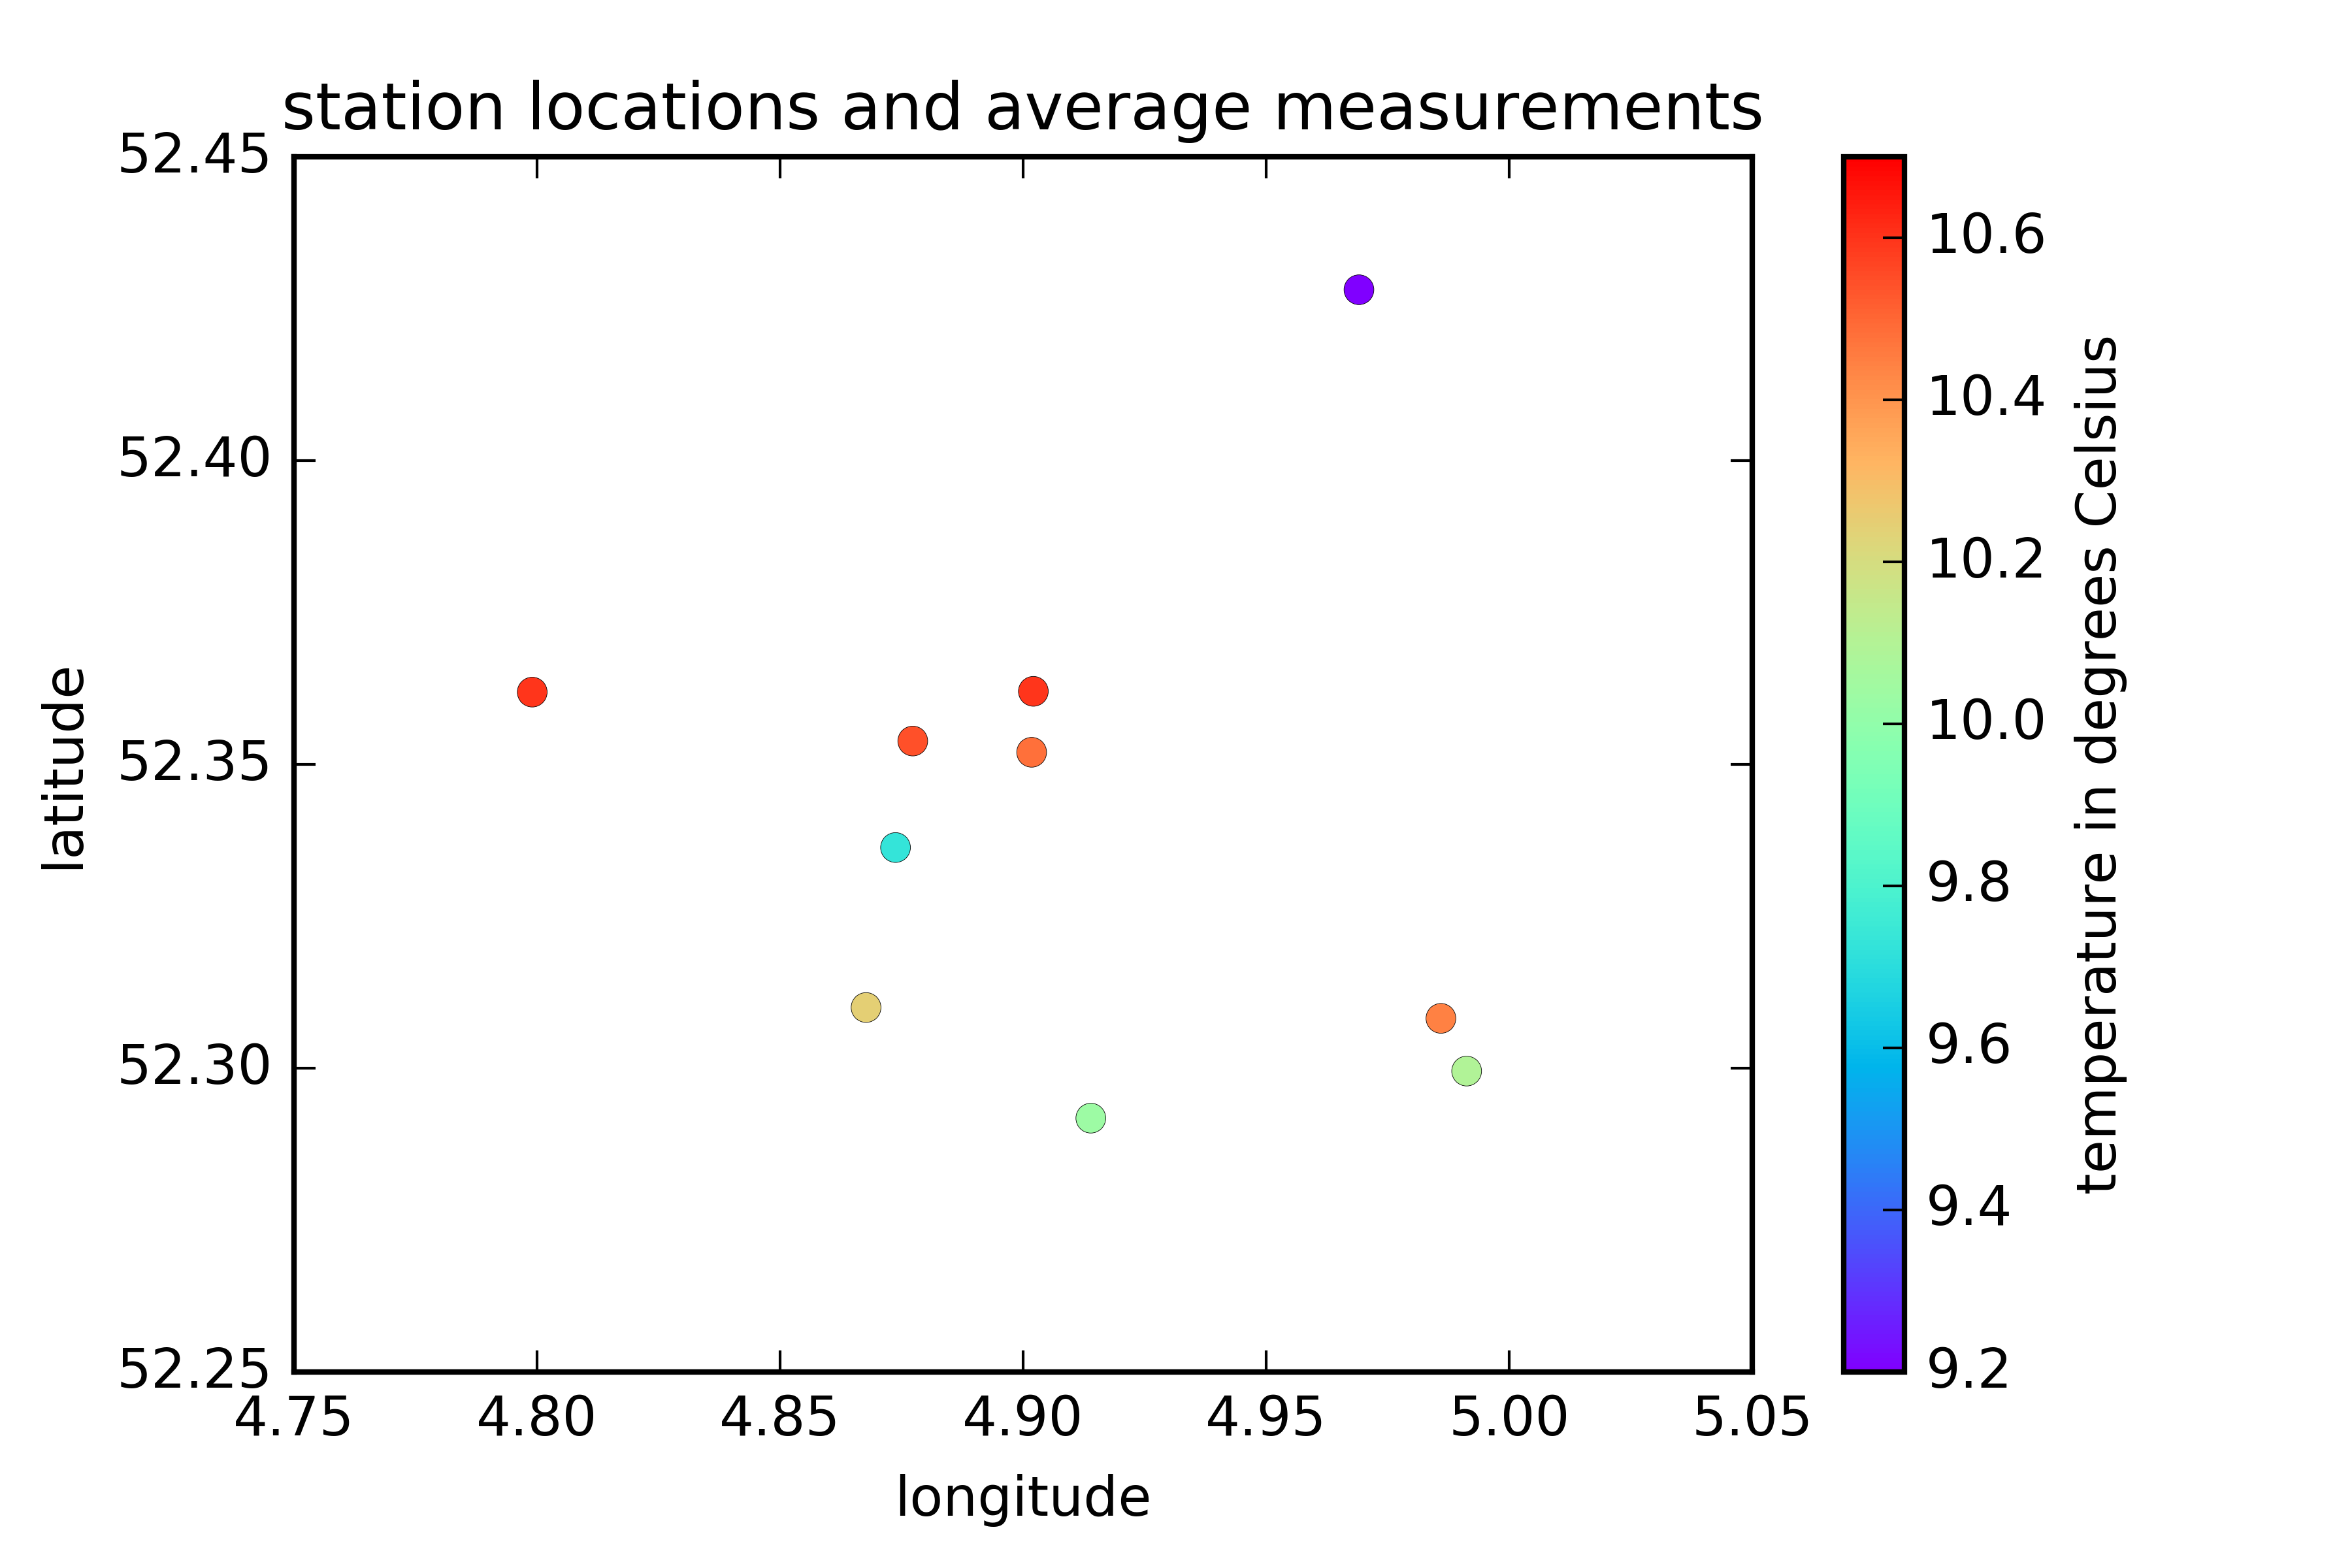 station locations and average measurements
52.45
52.40
52.35
52.30
52.25
latitude
4.75 4.80 4.85 4.90 4.95 5.00 5.05
longitude
10.6
10.4
10.2
10.0
9.8
9.6
9.4
9.2
temperature in degrees Celsius